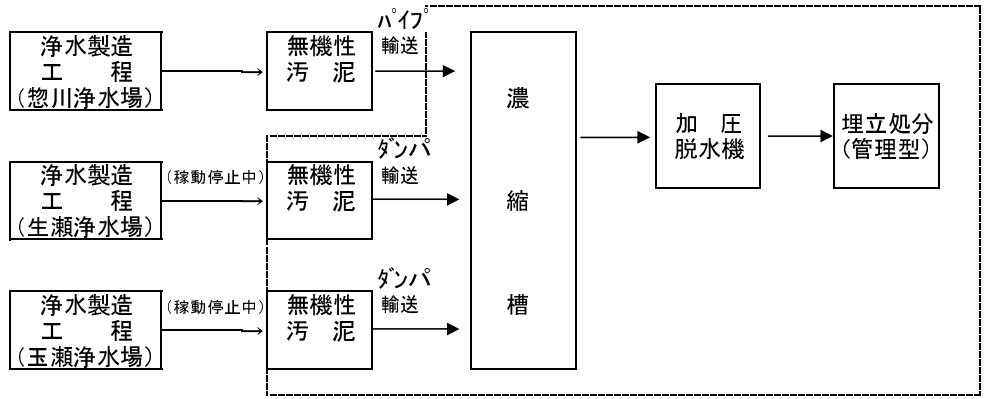 浄水製造
工　　程
(惣川浄水場)
無機性
汚　泥
ﾊﾟｲﾌﾟ
輸送
浄水製造
工　　程
(生瀬浄水場)
(稼動停止中)
無機性
汚　泥
ﾀﾞﾝﾊﾟ
輸送
浄水製造
工　　程
(玉瀬浄水場)
(稼動停止中)
無機性
汚　泥
ﾀﾞﾝﾊﾟ
輸送
濃
縮
槽
加　圧
脱水機
埋立処分
(管理型)